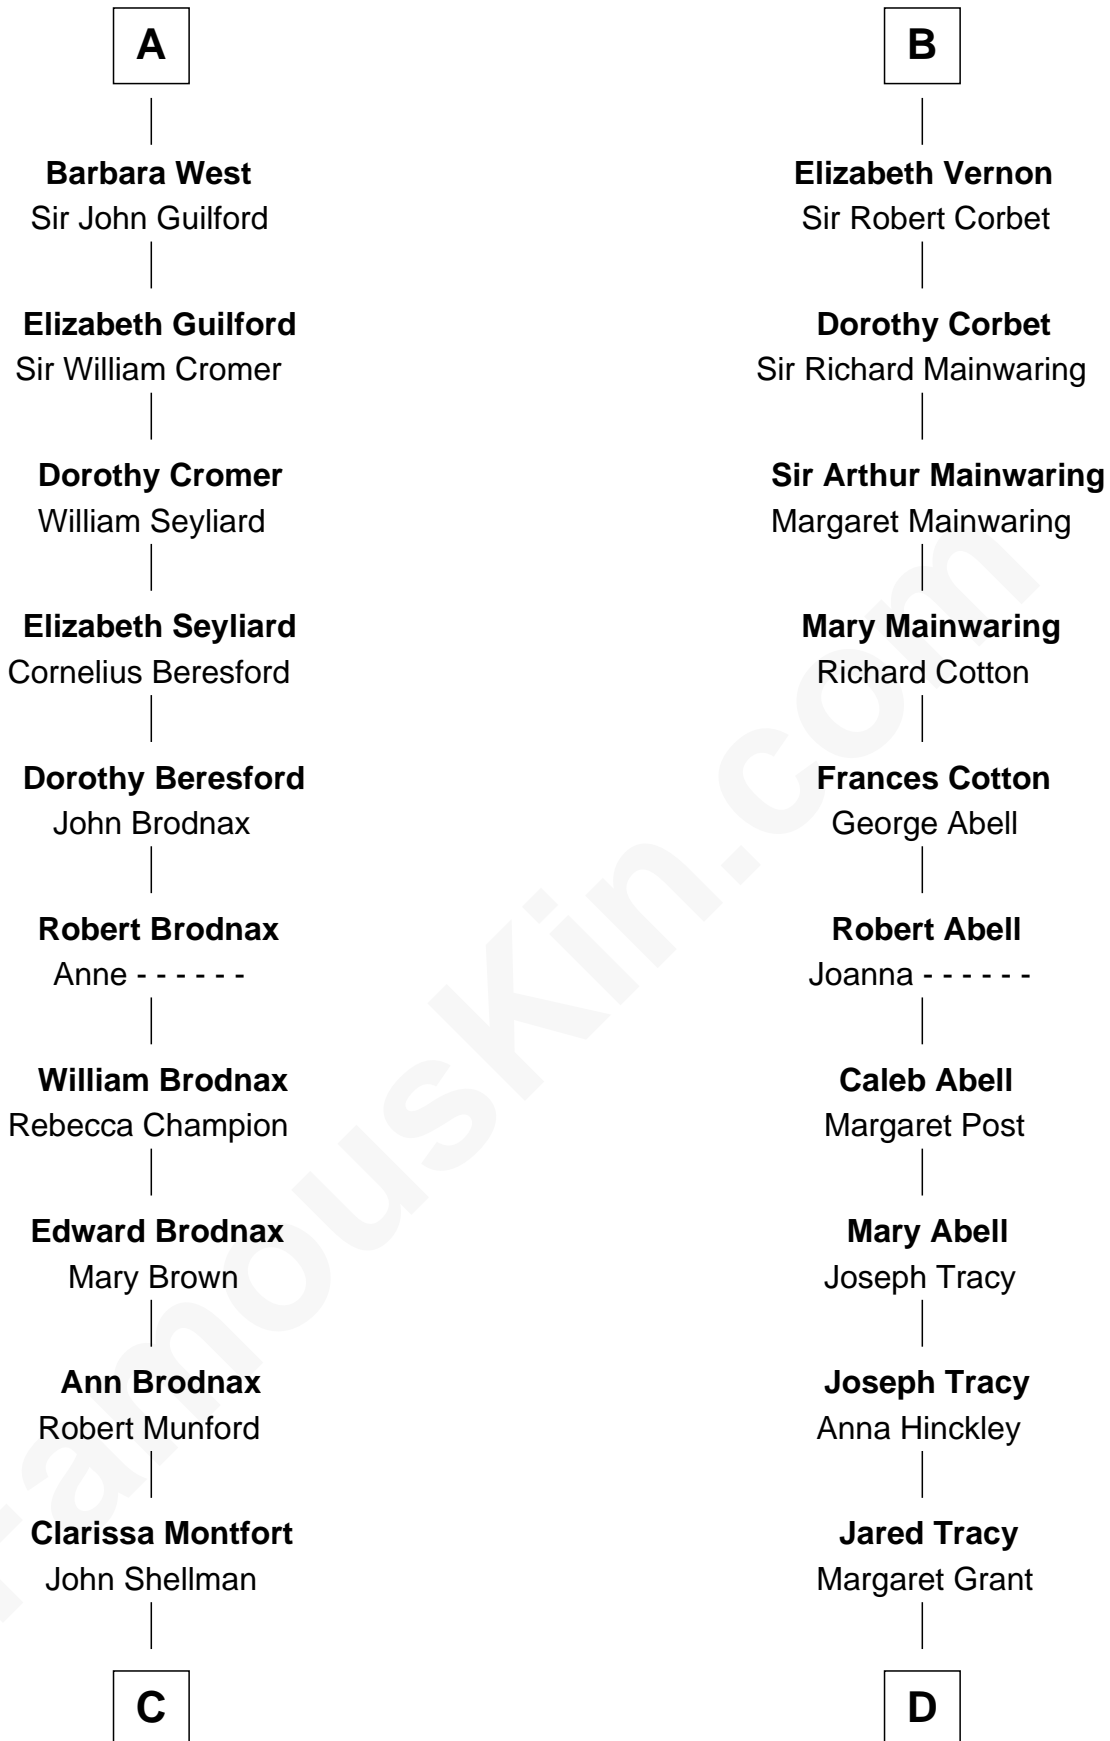 A
Barbara West
Sir John Guilford
Elizabeth Guilford
Sir William Cromer
Dorothy Cromer
William Seyliard
Elizabeth Seyliard
Cornelius Beresford
Dorothy Beresford
John Brodnax
Robert Brodnax
Anne - - - - - -
William Brodnax
Rebecca Champion
Edward Brodnax
Mary Brown
Ann Brodnax
Robert Munford
Clarissa Montfort
John Shellman
C
B
Elizabeth Vernon
Sir Robert Corbet
Dorothy Corbet
Sir Richard Mainwaring
Sir Arthur Mainwaring
Margaret Mainwaring
Mary Mainwaring
Richard Cotton
Frances Cotton
George Abell
Robert Abell
Joanna - - - - - -
Caleb Abell
Margaret Post
Mary Abell
Joseph Tracy
Joseph Tracy
Anna Hinckley
Jared Tracy
Margaret Grant
D
FamousKin.com